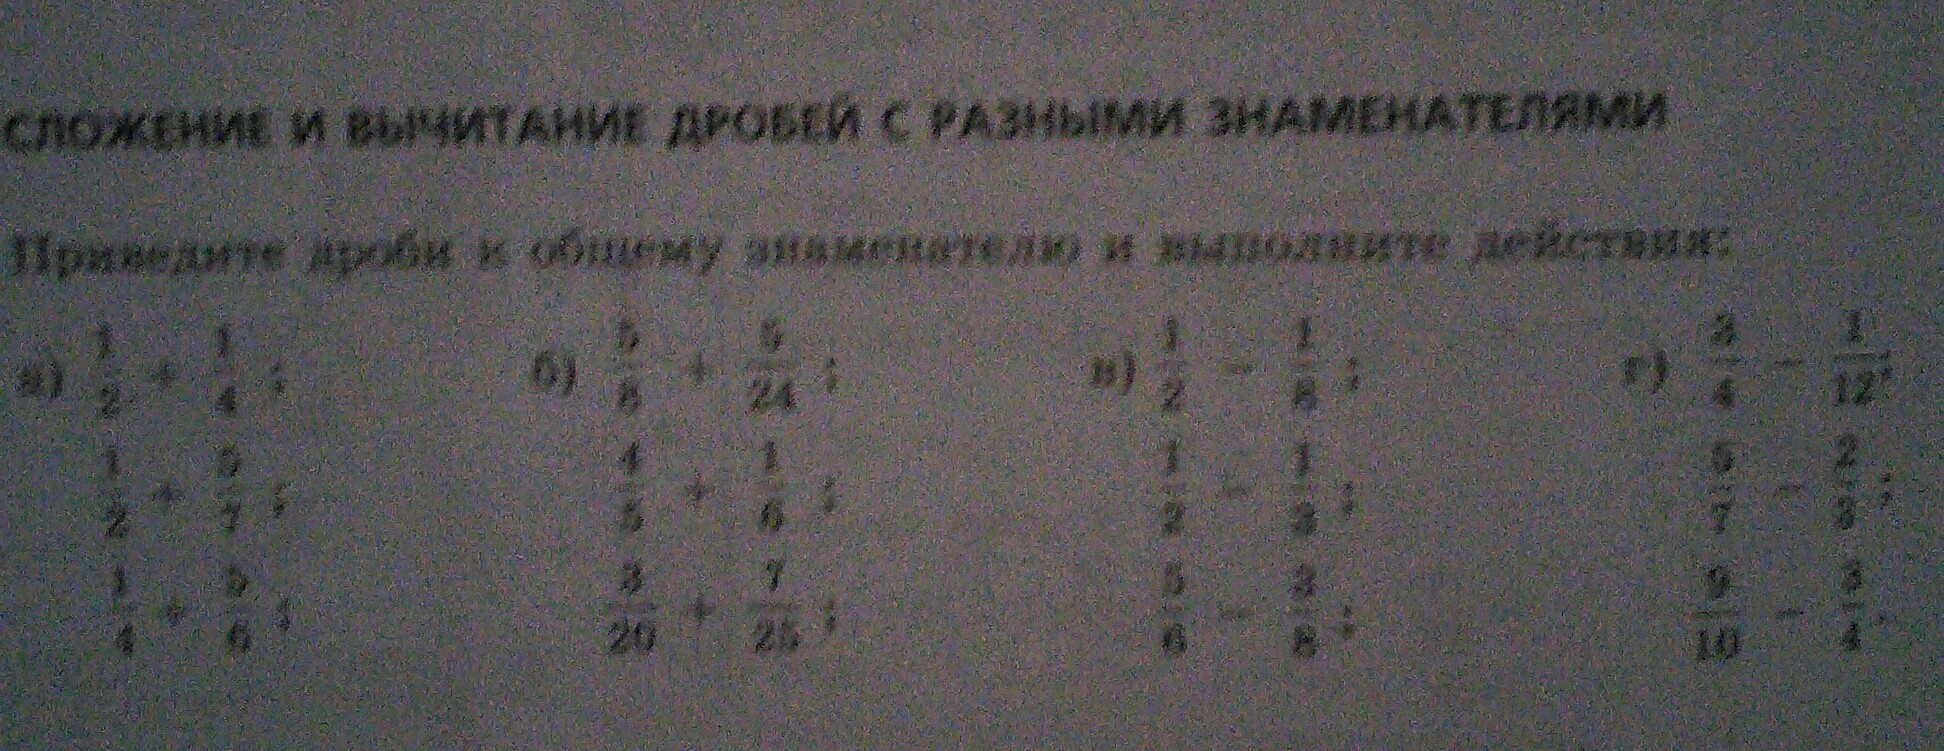 СЛОЖЕНИЕ И ВЫЧИТАНИЕ ДРОБЕЙ С РАЗНЫМИ ЗНАМЕНАТЕЛЯМИ
Приведите дроби к общему знаменателю и выполните действия:
а) 1/2 + 1/4; б) 5/8 + 5/24; в) 1/2 − 1/8; г) 3/4 − 1/12;
1/2 + 5/7; 4/5 + 1/6; 1/2 − 1/3; 5/7 − 2/3;
1/4 + 5/6; 3/20 + 7/25; 5/6 − 3/8; 9/10 − 3/4.